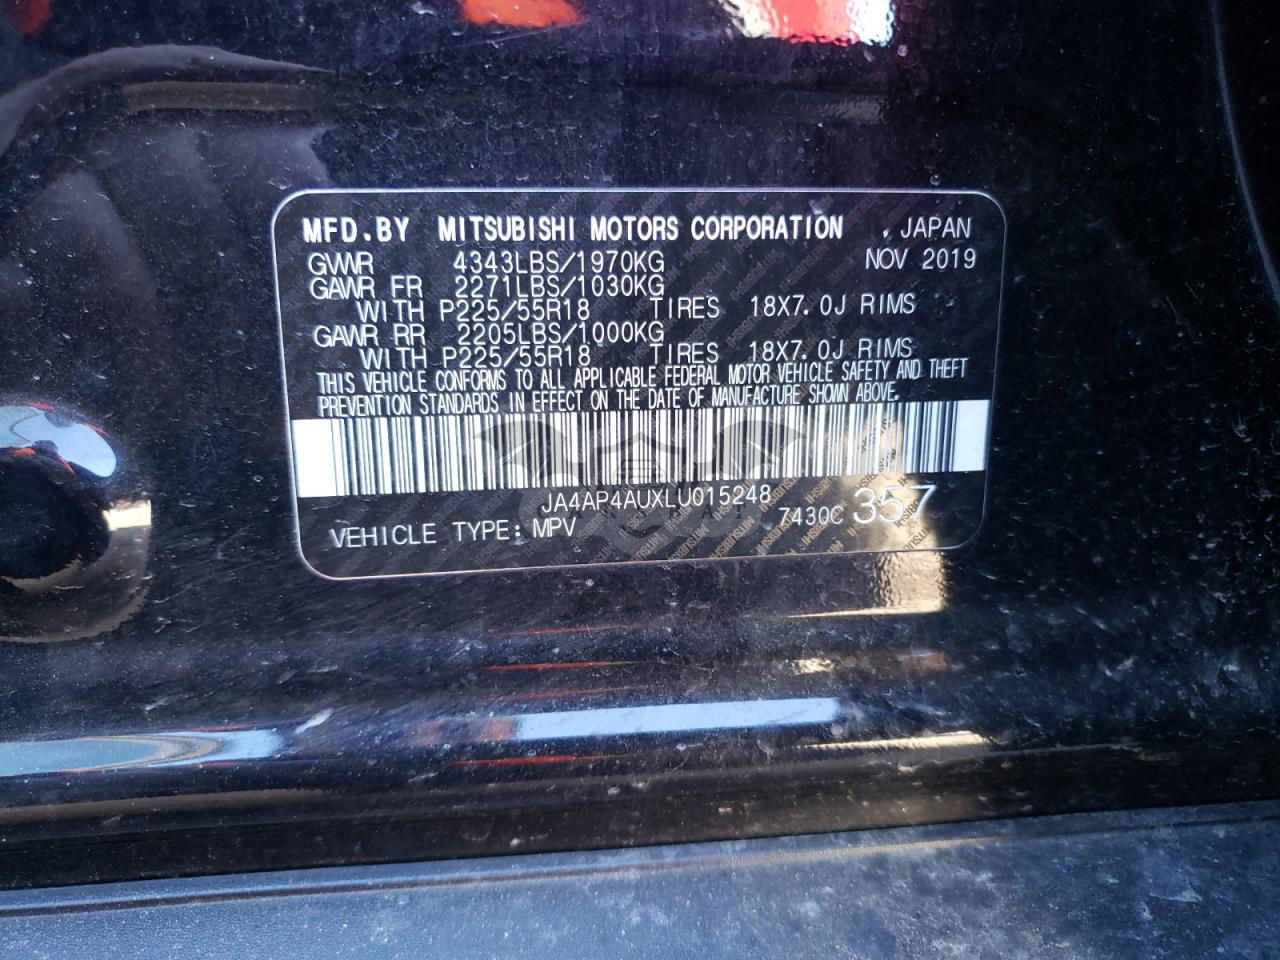 MFD.BY MITSUBISHI MOTORS CORPORATION , JAPAN
GVWR 4343LBS/1970KG NOV 2019
GAWR FR 2271LBS/1030KG
WITH P225/55R18 TIRES 18X7.0J RIMS
GAWR RR 2205LBS/1000KG
WITH P225/55R18 TIRES 18X7.0J RIMS
THIS VEHICLE CONFORMS TO ALL APPLICABLE FEDERAL MOTOR VEHICLE SAFETY AND THEFT
PREVENTION STANDARDS IN EFFECT ON THE DATE OF MANUFACTURE SHOWN ABOVE.
JA4AP4AUXLU015248
VEHICLE TYPE: MPV 7430C 357